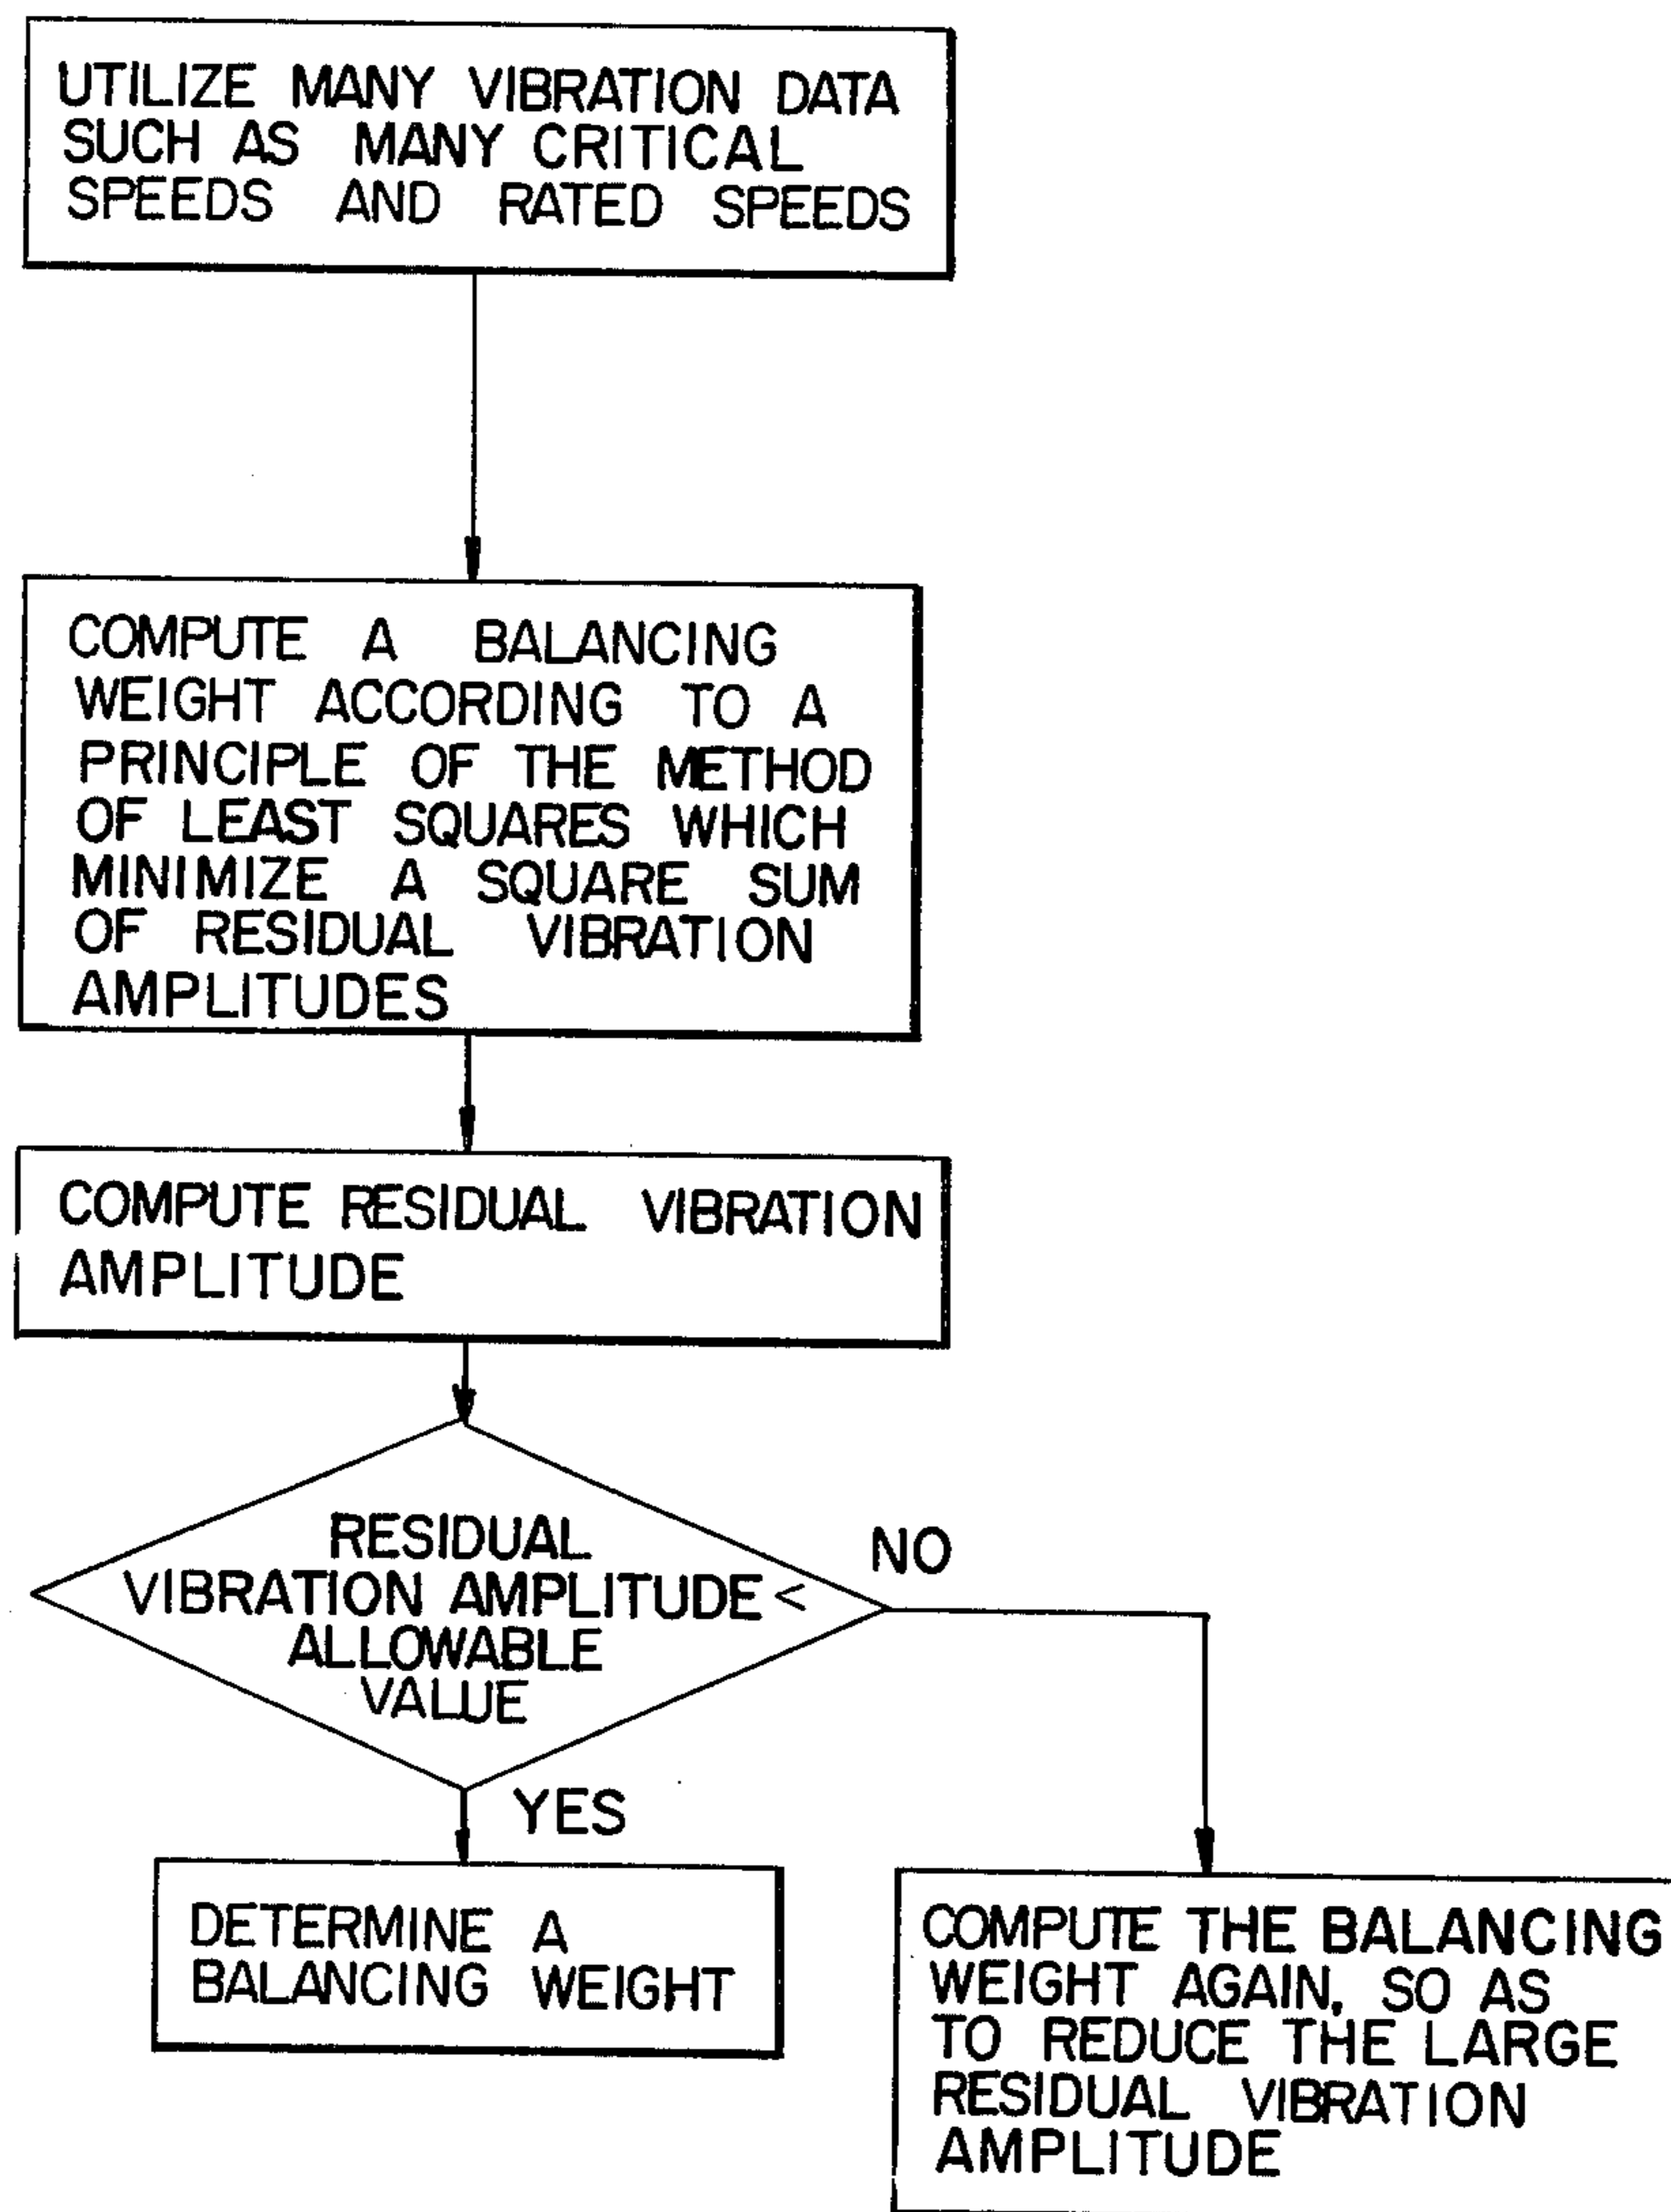 UTILIZE MANY VIBRATION DATA
SUCH AS MANY CRITICAL
SPEEDS AND RATED SPEEDS
COMPUTE A BALANCING
WEIGHT ACCORDING TO A
PRINCIPLE OF THE METHOD
OF LEAST SQUARES WHICH
MINIMIZE A SQUARE SUM
OF RESIDUAL VIBRATION
AMPLITUDES
COMPUTE RESIDUAL VIBRATION
AMPLITUDE
RESIDUAL
VIBRATION AMPLITUDE <
ALLOWABLE
VALUE
NO
YES
DETERMINE A
BALANCING WEIGHT
COMPUTE THE BALANCING
WEIGHT AGAIN, SO AS
TO REDUCE THE LARGE
RESIDUAL VIBRATION
AMPLITUDE